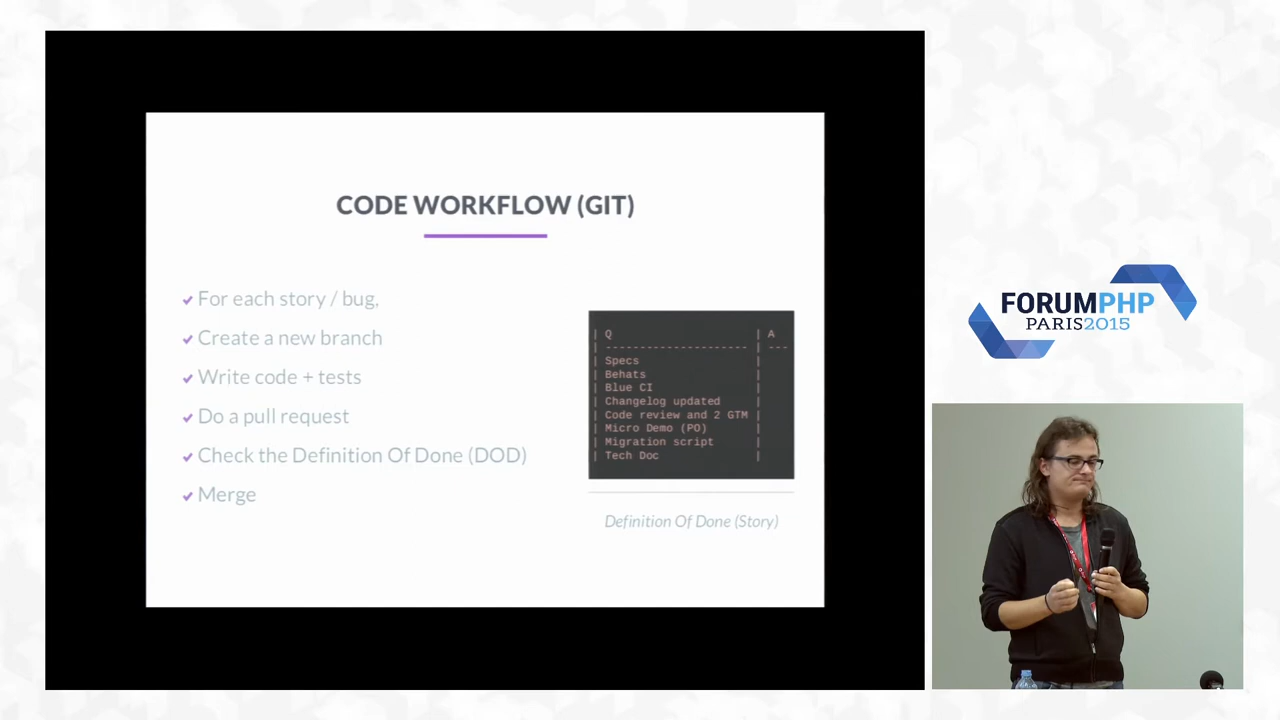 CODE WORKFLOW (GIT)
For each story / bug,
Create a new branch
Write code + tests
Do a pull request
Check the Definition Of Done (DOD)
Merge
| Q | A
| --------------------- | ---
| Specs |
| Behats |
| Blue CI |
| Changelog updated |
| Code review and 2 GTM |
| Micro Demo (PO) |
| Migration script |
| Tech Doc |
Definition Of Done (Story)
FORUMPHP
PARIS2015